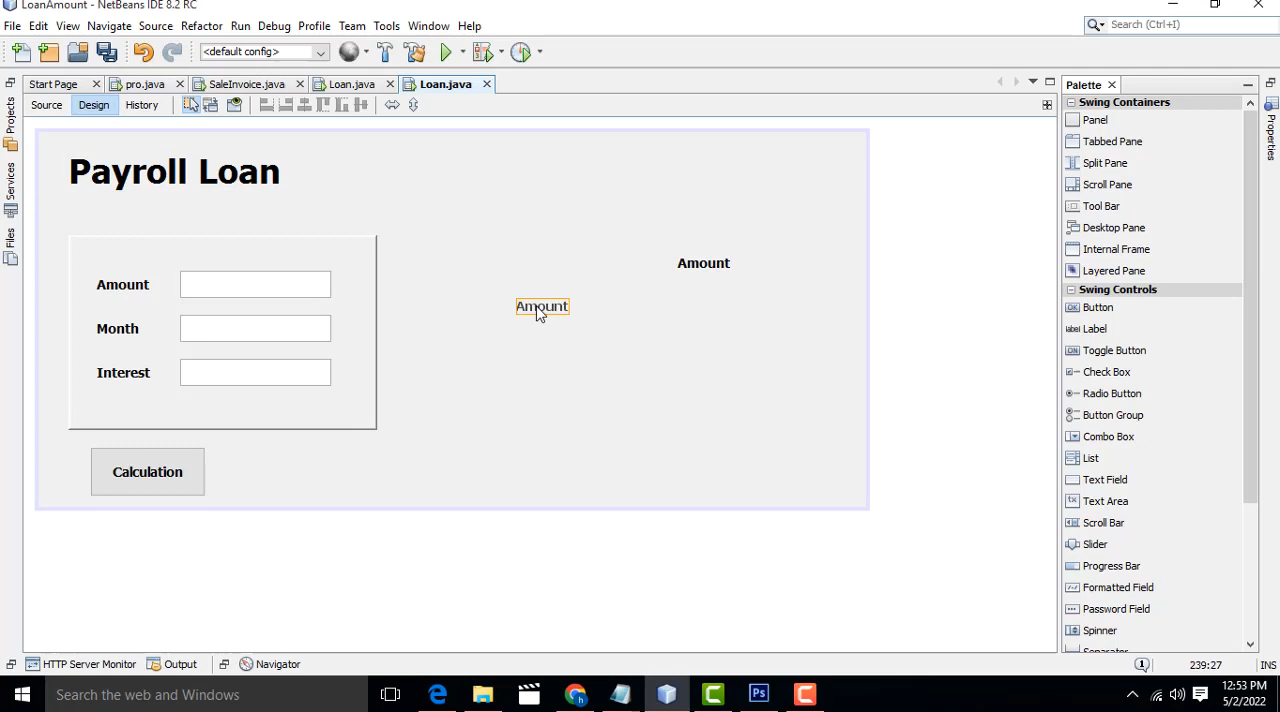 LoanAmount - NetBeans IDE 8.2 RC
File Edit View Navigate Source Refactor Run Debug Profile Team Tools Window Help
Search (Ctrl+I)
<default config>
Start Page pro.java SaleInvoice.java Loan.java Loan.java
Source Design History
Palette
Swing Containers
Panel
Tabbed Pane
Split Pane
Scroll Pane
Tool Bar
Desktop Pane
Internal Frame
Layered Pane
Swing Controls
OK Button
label Label
ON Toggle Button
Check Box
Radio Button
Button Group
Combo Box
List
Text Field
Text Area
Scroll Bar
Slider
Progress Bar
Formatted Field
Password Field
Spinner
Projects
Services
Files
Properties
Payroll Loan
Amount
Month
Interest
Calculation
Amount
Amount
HTTP Server Monitor Output Navigator
1 239:27 INS
Search the web and Windows
Ps
12:53 PM
5/2/2022